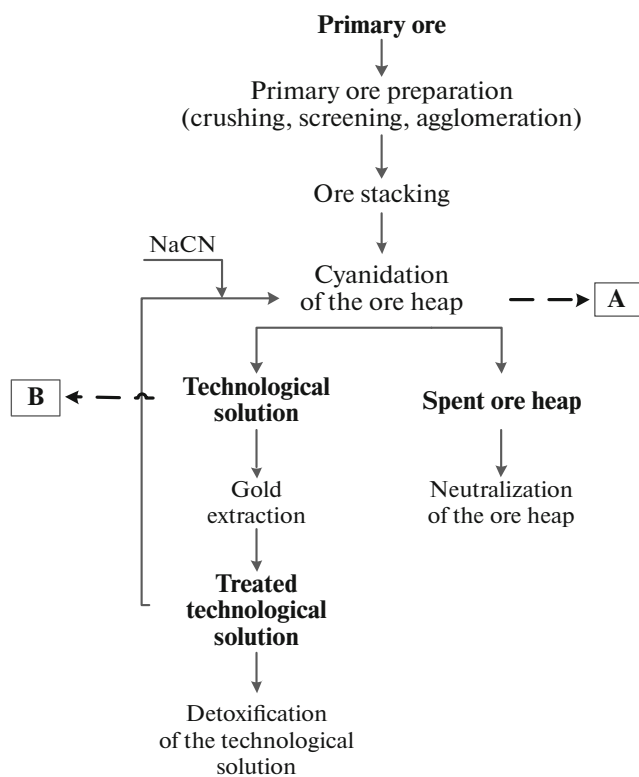 Primary ore
Primary ore preparation
(crushing, screening, agglomeration)
Ore stacking
NaCN
Cyanidation
of the ore heap
A
B
Technological
solution
Spent ore heap
Gold
extraction
Neutralization
of the ore heap
Treated
technological
solution
Detoxification
of the technological
solution